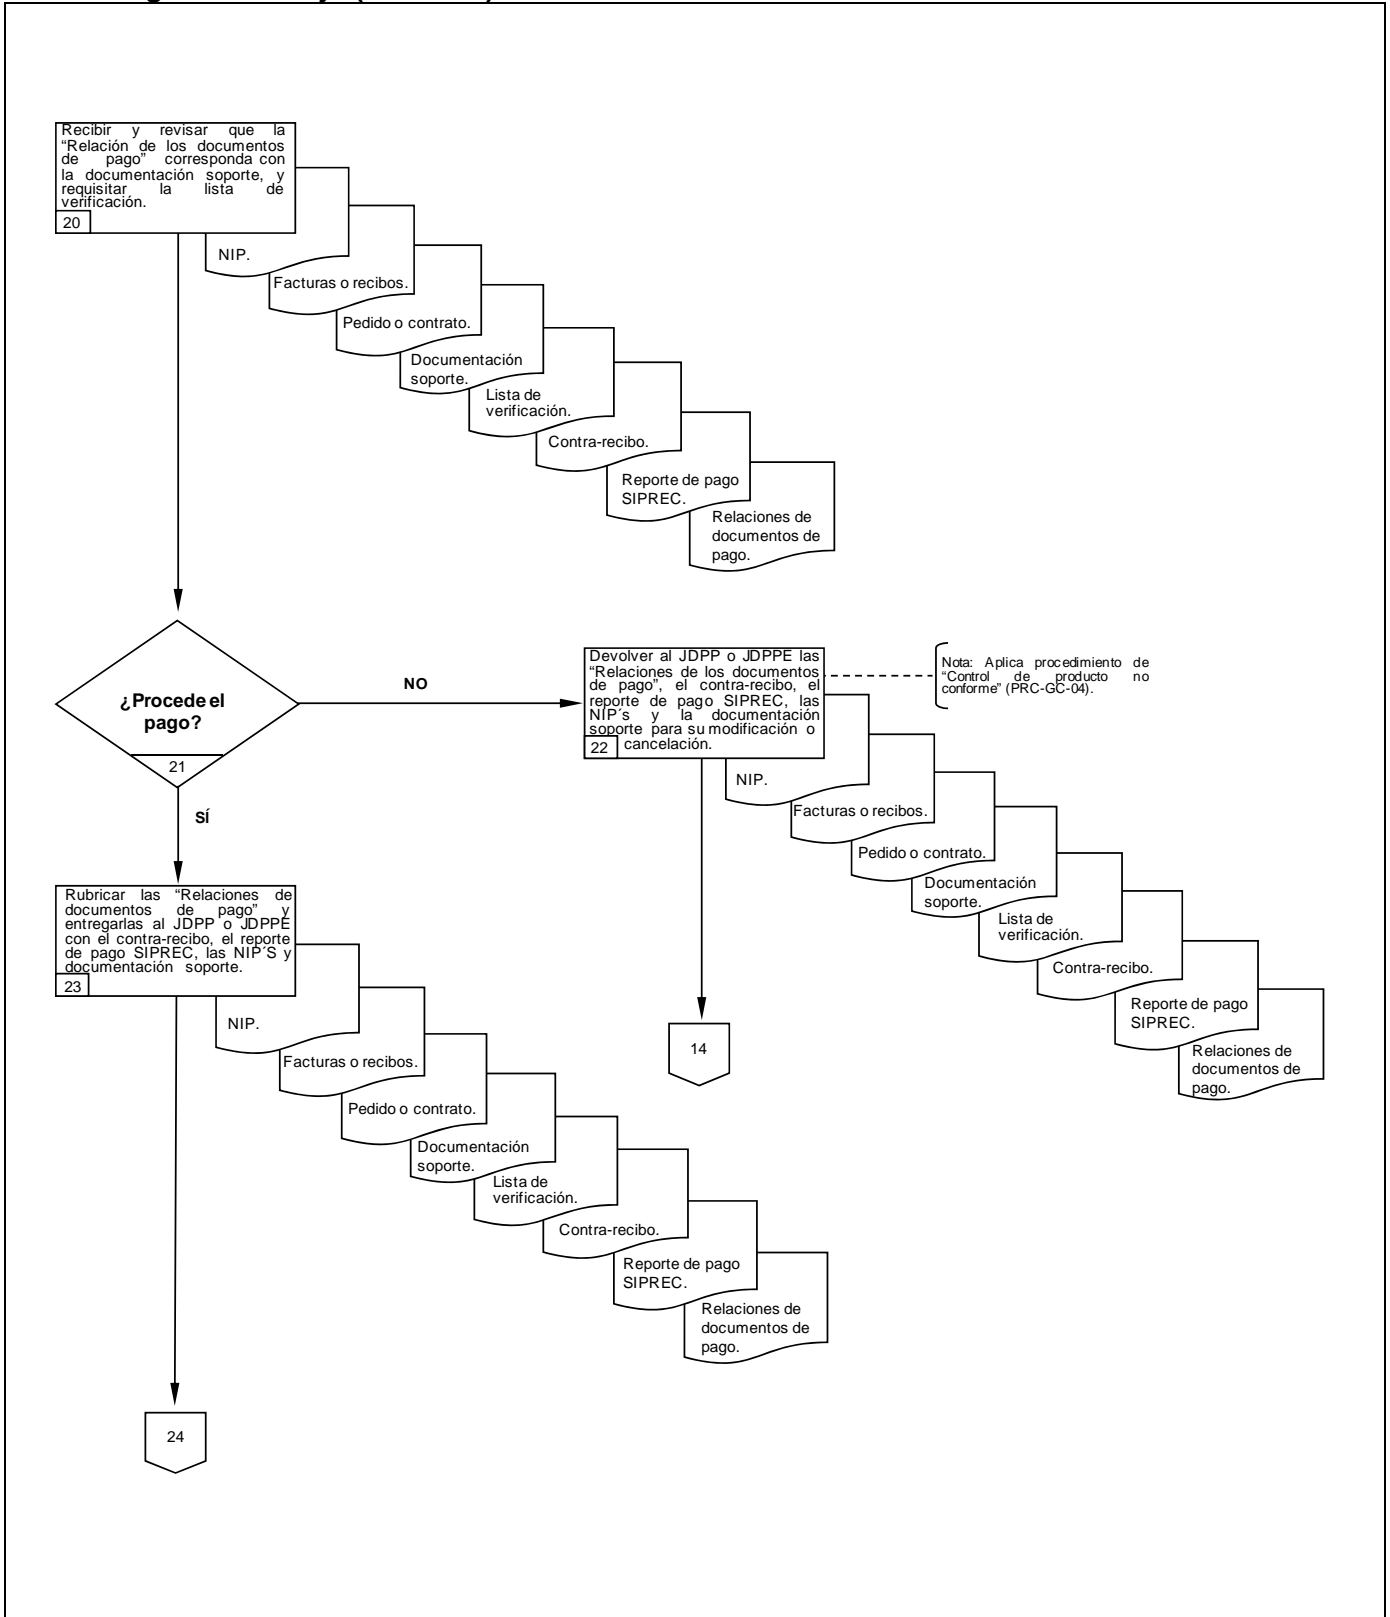 Recibir y revisar que la
“Relación de los documentos
de pago” corresponda con
la documentación soporte, y
requisitar la lista de
verificación.
20
NIP.
Facturas o recibos.
Pedido o contrato.
Documentación
soporte.
Lista de
verificación.
Contra-recibo.
Reporte de pago
SIPREC.
Relaciones de
documentos de
pago.
¿Procede el
pago?
21
NO
SÍ
Devolver al JDPP o JDPPE las
“Relaciones de los documentos
de pago”, el contra-recibo, el
reporte de pago SIPREC, las
NIP´s y la documentación
soporte para su modificación o
cancelación.
22
Nota: Aplica procedimiento de
“Control de producto no
conforme” (PRC-GC-04).
NIP.
Facturas o recibos.
Pedido o contrato.
Documentación
soporte.
Lista de
verificación.
Contra-recibo.
Reporte de pago
SIPREC.
Relaciones de
documentos de
pago.
14
Rubricar las “Relaciones de
documentos de pago” y
entregarlas al JDPP o JDPPE
con el contra-recibo, el reporte
de pago SIPREC, las NIP´S y
documentación soporte.
23
NIP.
Facturas o recibos.
Pedido o contrato.
Documentación
soporte.
Lista de
verificación.
Contra-recibo.
Reporte de pago
SIPREC.
Relaciones de
documentos de
pago.
24